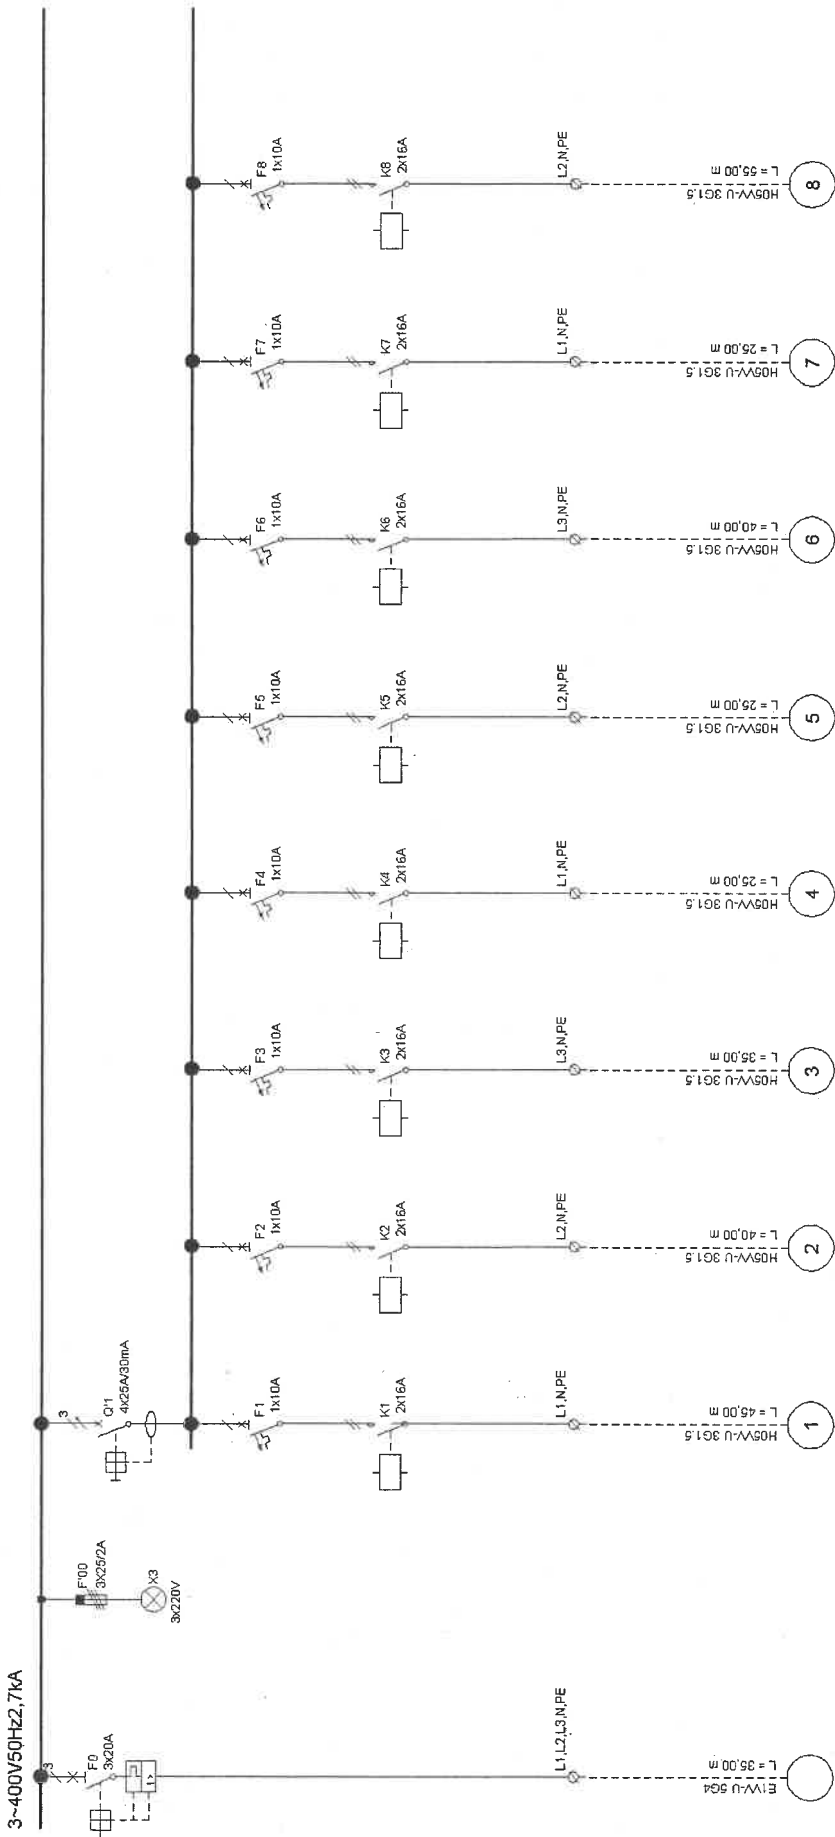 3~400V50Hz2,7kA
3
F0
3x20A
1>
L1,L2,L3,N,PE
E1VV-U 5G4
L = 35,00 m
F'00
3X25/2A
X3
3x220V
3
Q'1
4x25A/30mA
F1
1x10A
K1
2x16A
L1,N,PE
H05VV-U 3G1.5
L = 45,00 m
1
F2
1x10A
K2
2x16A
L2,N,PE
H05VV-U 3G1.5
L = 40,00 m
2
F3
1x10A
K3
2x16A
L3,N,PE
H05VV-U 3G1.5
L = 35,00 m
3
F4
1x10A
K4
2x16A
L1,N,PE
H05VV-U 3G1.5
L = 25,00 m
4
F5
1x10A
K5
2x16A
L2,N,PE
H05VV-U 3G1.5
L = 25,00 m
5
F6
1x10A
K6
2x16A
L3,N,PE
H05VV-U 3G1.5
L = 40,00 m
6
F7
1x10A
K7
2x16A
L1,N,PE
H05VV-U 3G1.5
L = 25,00 m
7
F8
1x10A
K8
2x16A
L2,N,PE
H05VV-U 3G1.5
L = 55,00 m
8